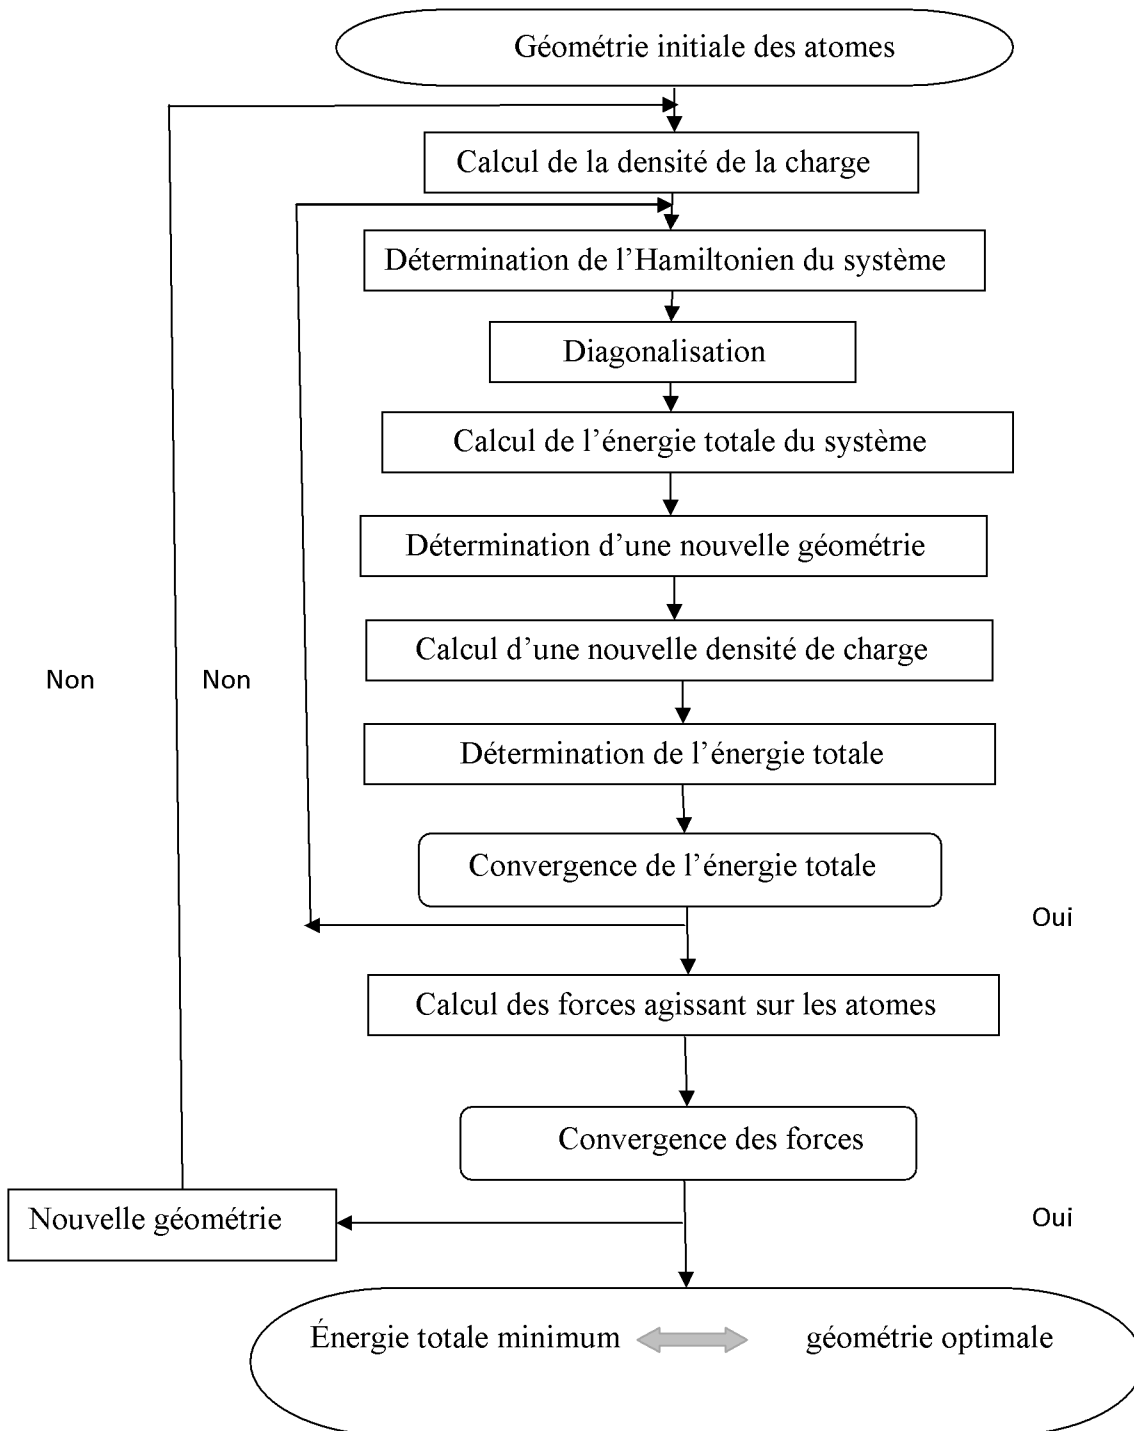 Géométrie initiale des atomes
Calcul de la densité de la charge
Détermination de l'Hamiltonien du système
Diagonalisation
Calcul de l'énergie totale du système
Détermination d'une nouvelle géométrie
Calcul d'une nouvelle densité de charge
Non
Non
Détermination de l'énergie totale
Convergence de l'énergie totale
Oui
Calcul des forces agissant sur les atomes
Convergence des forces
Nouvelle géométrie
Oui
Énergie totale minimum géométrie optimale